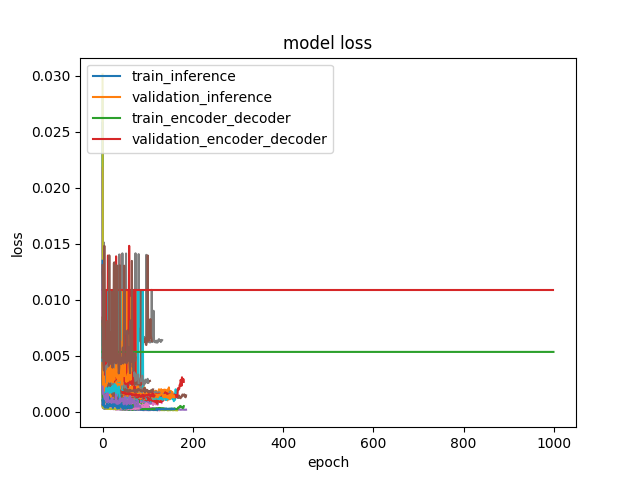 model loss
train_inference
validation_inference
train_encoder_decoder
validation_encoder_decoder
loss
0.030
0.025
0.020
0.015
0.010
0.005
0.000
0 200 400 600 800 1000
epoch